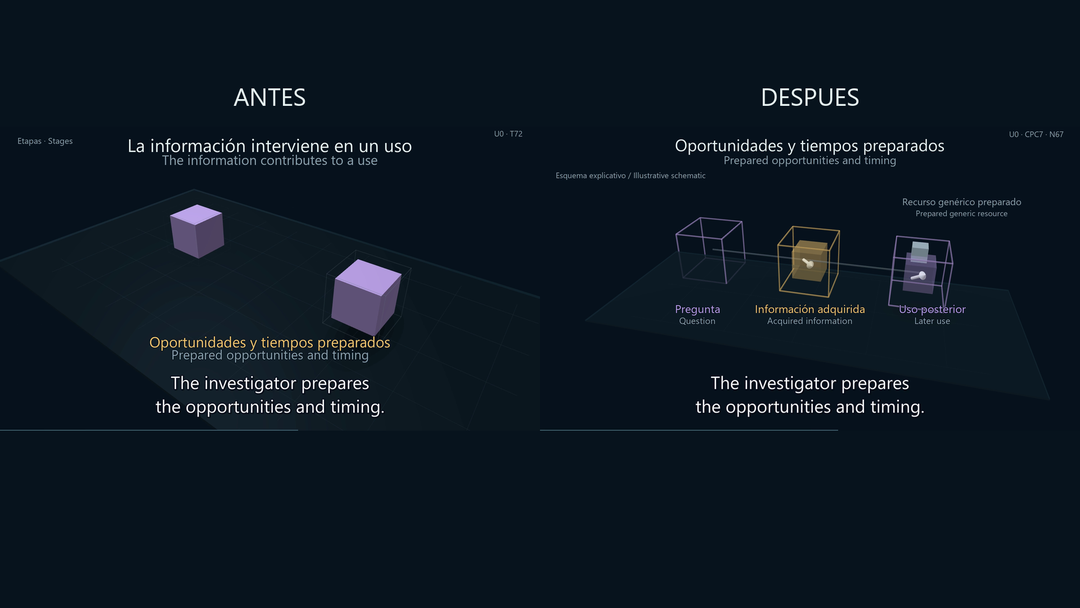 ANTES
Etapas · Stages
U0 · T72
La información interviene en un uso
The information contributes to a use
Oportunidades y tiempos preparados
Prepared opportunities and timing
The investigator prepares
the opportunities and timing.
DESPUES
U0 · CPC7 · N67
Oportunidades y tiempos preparados
Prepared opportunities and timing
Esquema explicativo / Illustrative schematic
Recurso genérico preparado
Prepared generic resource
Pregunta
Question
Información adquirida
Acquired information
Uso posterior
Later use
The investigator prepares
the opportunities and timing.